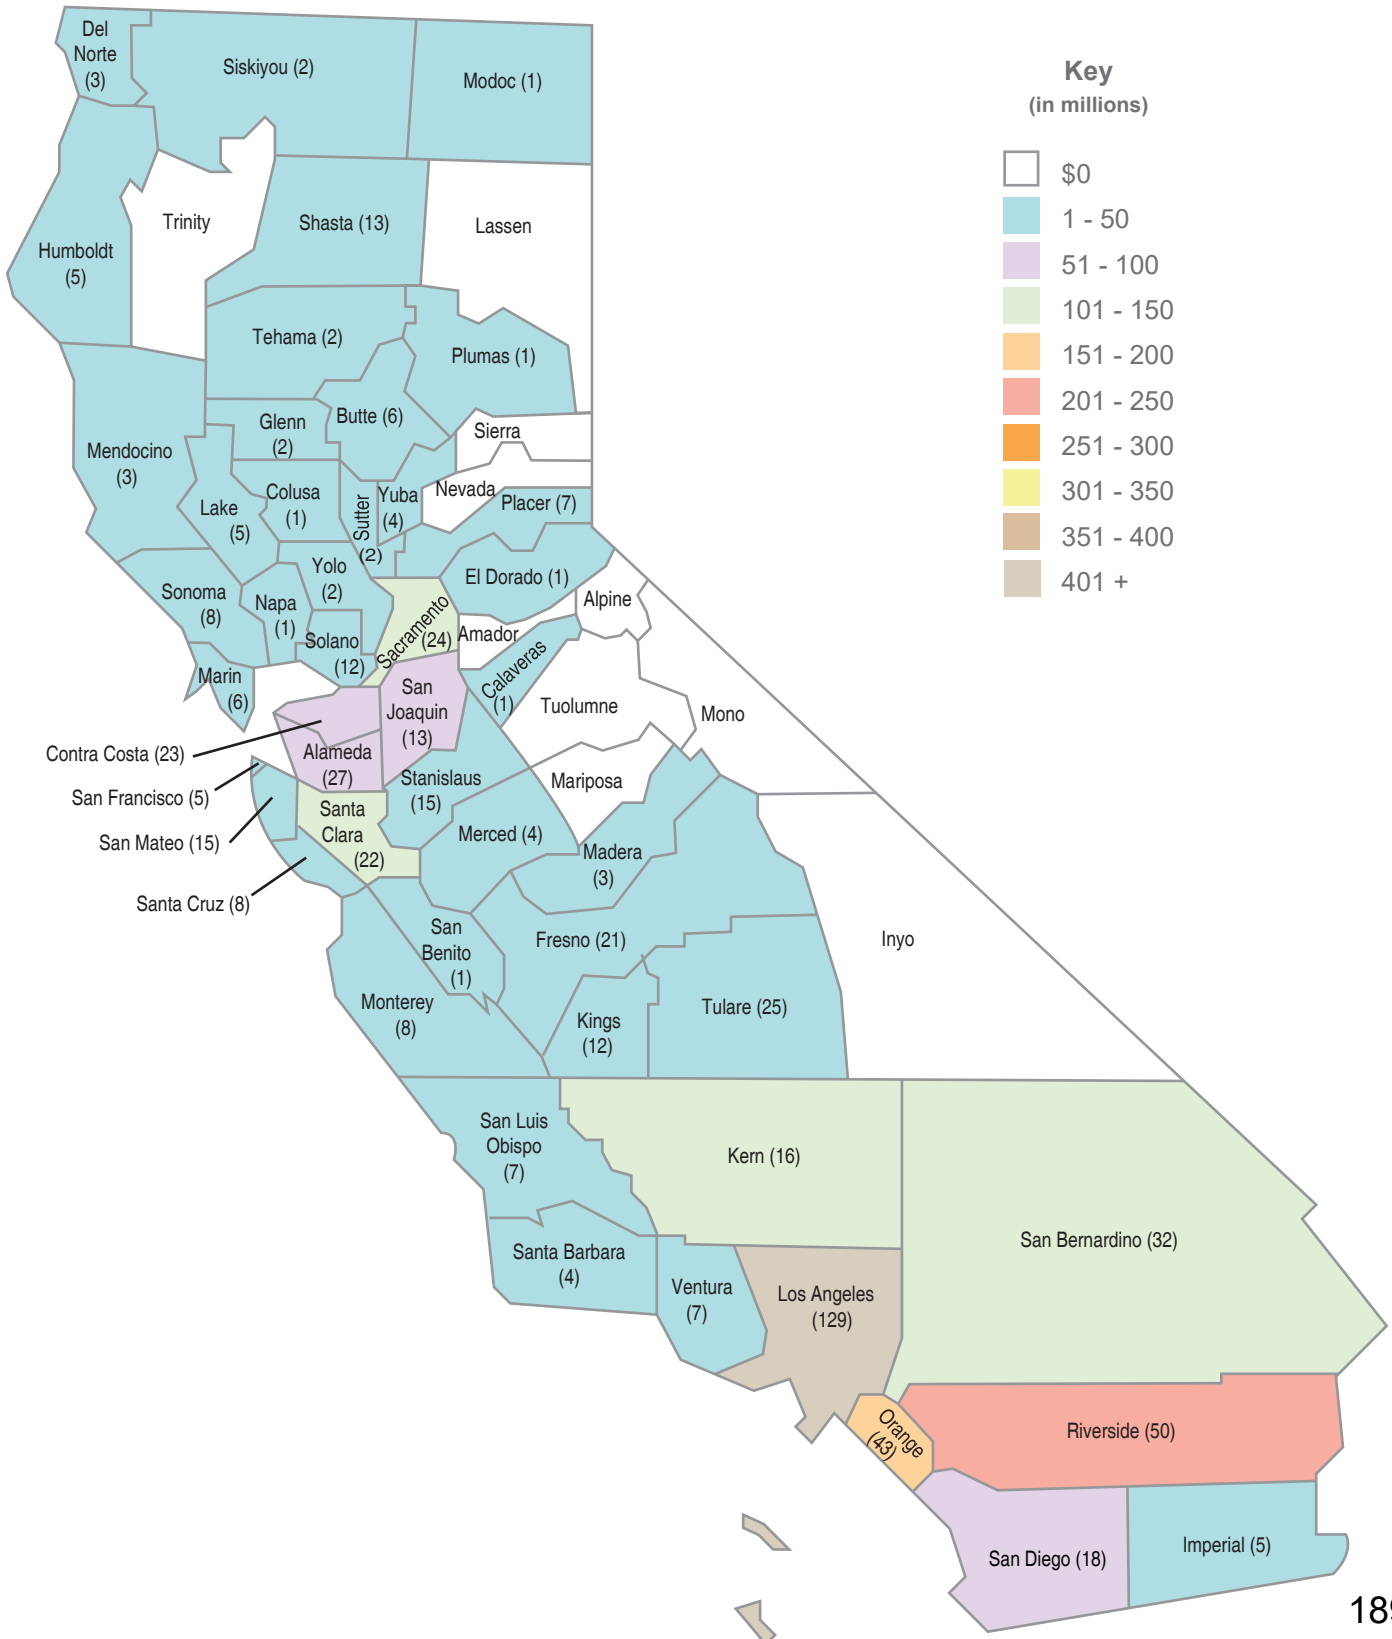 Del
Norte
(3)
Siskiyou (2)
Modoc (1)
Key
(in millions)
$0
1 - 50
51 - 100
101 - 150
151 - 200
201 - 250
251 - 300
301 - 350
351 - 400
401 +
Humboldt
(5)
Trinity
Shasta (13)
Lassen
Tehama (2)
Plumas (1)
Mendocino
(3)
Glenn
(2)
Butte (6)
Sierra
Lake
(5)
Colusa
(1)
Sutter
(2)
Yuba
(4)
Nevada
Placer (7)
Sonoma
(8)
Napa
(1)
Yolo
(2)
El Dorado (1)
Solano
(12)
Sacramento
(24)
Amador
Alpine
Marin
(6)
Calaveras
(1)
San
Joaquin
(13)
Tuolumne
Mono
Contra Costa (23)
Alameda
(27)
San Francisco (5)
San Mateo (15)
Santa Cruz (8)
Santa
Clara
(22)
Stanislaus
(15)
Mariposa
Merced (4)
Madera
(3)
San
Benito
(1)
Fresno (21)
Inyo
Monterey
(8)
Kings
(12)
Tulare (25)
San Luis
Obispo
(7)
Kern (16)
San Bernardino (32)
Santa Barbara
(4)
Ventura
(7)
Los Angeles
(129)
Orange
(43)
Riverside (50)
San Diego (18)
Imperial (5)
189